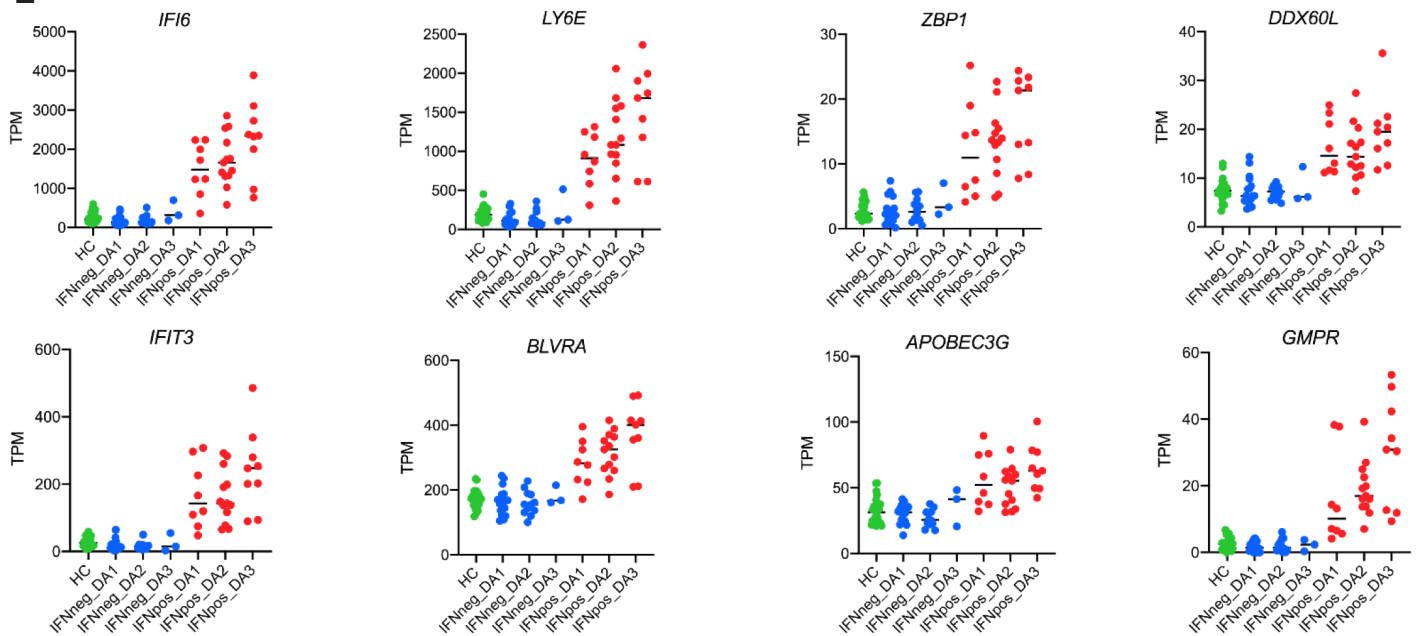 IFI6
5000
4000
3000
2000
1000
0
TPM
HC
IFNneg_DA1
IFNneg_DA2
IFNneg_DA3
IFNpos_DA1
IFNpos_DA2
IFNpos_DA3
LY6E
2500
2000
1500
1000
500
0
TPM
HC
IFNneg_DA1
IFNneg_DA2
IFNneg_DA3
IFNpos_DA1
IFNpos_DA2
IFNpos_DA3
ZBP1
30
20
10
0
TPM
HC
IFNneg_DA1
IFNneg_DA2
IFNneg_DA3
IFNpos_DA1
IFNpos_DA2
IFNpos_DA3
DDX60L
40
30
20
10
0
TPM
HC
IFNneg_DA1
IFNneg_DA2
IFNneg_DA3
IFNpos_DA1
IFNpos_DA2
IFNpos_DA3
IFIT3
600
400
200
0
TPM
HC
IFNneg_DA1
IFNneg_DA2
IFNneg_DA3
IFNpos_DA1
IFNpos_DA2
IFNpos_DA3
BLVRA
600
400
200
0
TPM
HC
IFNneg_DA1
IFNneg_DA2
IFNneg_DA3
IFNpos_DA1
IFNpos_DA2
IFNpos_DA3
APOBEC3G
150
100
50
0
TPM
HC
IFNneg_DA1
IFNneg_DA2
IFNneg_DA3
IFNpos_DA1
IFNpos_DA2
IFNpos_DA3
GMPR
60
40
20
0
TPM
HC
IFNneg_DA1
IFNneg_DA2
IFNneg_DA3
IFNpos_DA1
IFNpos_DA2
IFNpos_DA3